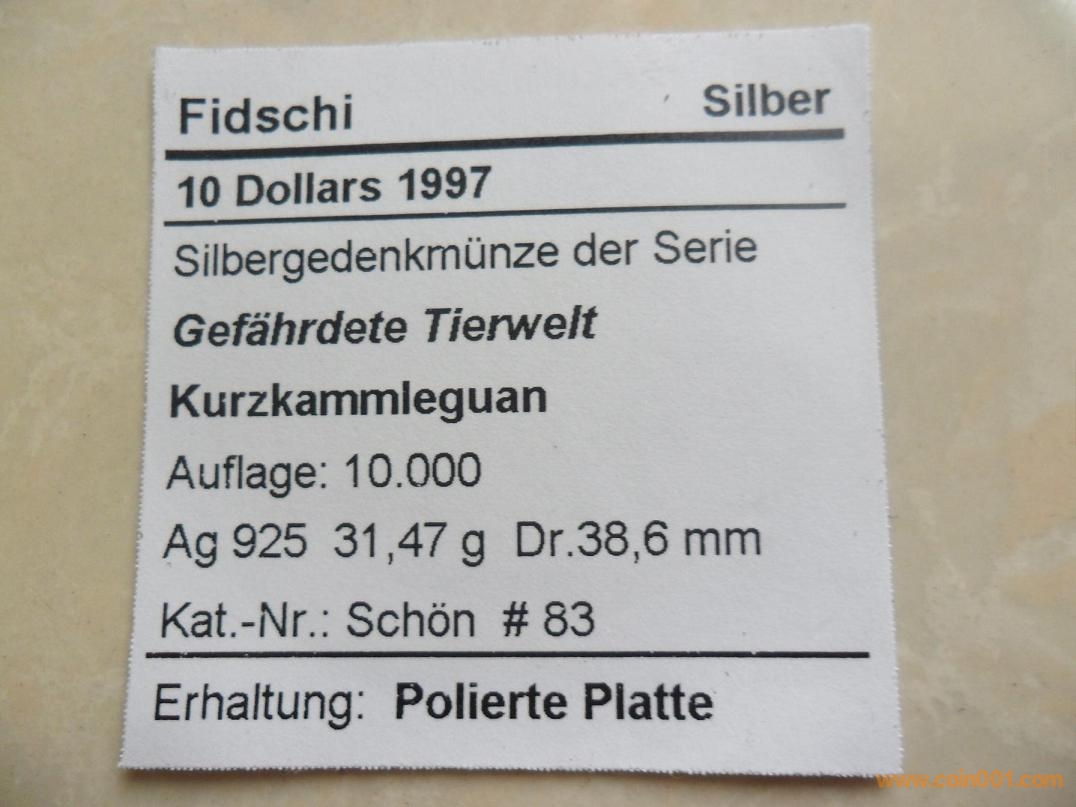 Fidschi Silber
10 Dollars 1997
Silbergedenkmünze der Serie
Gefährdete Tierwelt
Kurzkammleguan
Auflage: 10.000
Ag 925 31,47 g Dr.38,6 mm
Kat.-Nr.: Schön # 83
Erhaltung: Polierte Platte
www.coin001.com